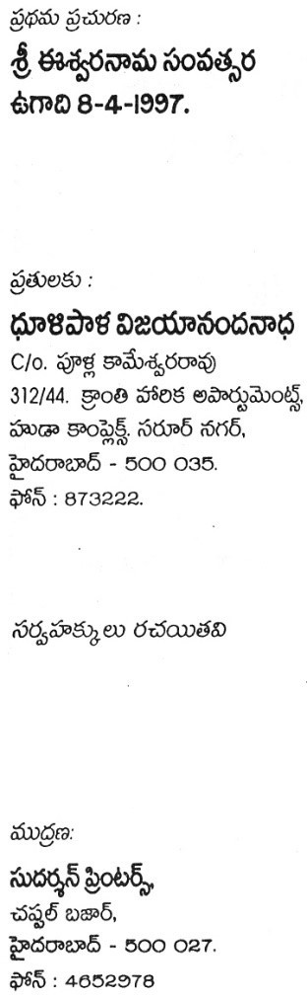 ప్రథమ ప్రచురణ :
శ్రీ ఈశ్వరనామ సంవత్సర
ఉగాది 8-4-1997.
ప్రతులకు :
ధూళిపాళ విజయానందనాధ
C/o. పూళ్ల కామేశ్వరరావు
312/44. క్రాంతి హారిక అపార్టుమెంట్స్,
హుడా కాంప్లెక్స్. సరూర్ నగర్,
హైదరాబాద్ - 500 035.
ఫోన్ : 873222.
సర్వహక్కులు రచయితవి
ముద్రణ:
సుదర్శన్ ప్రింటర్స్,
చప్పల్ బజార్,
హైదరాబాద్ - 500 027.
ఫోన్ : 4652978